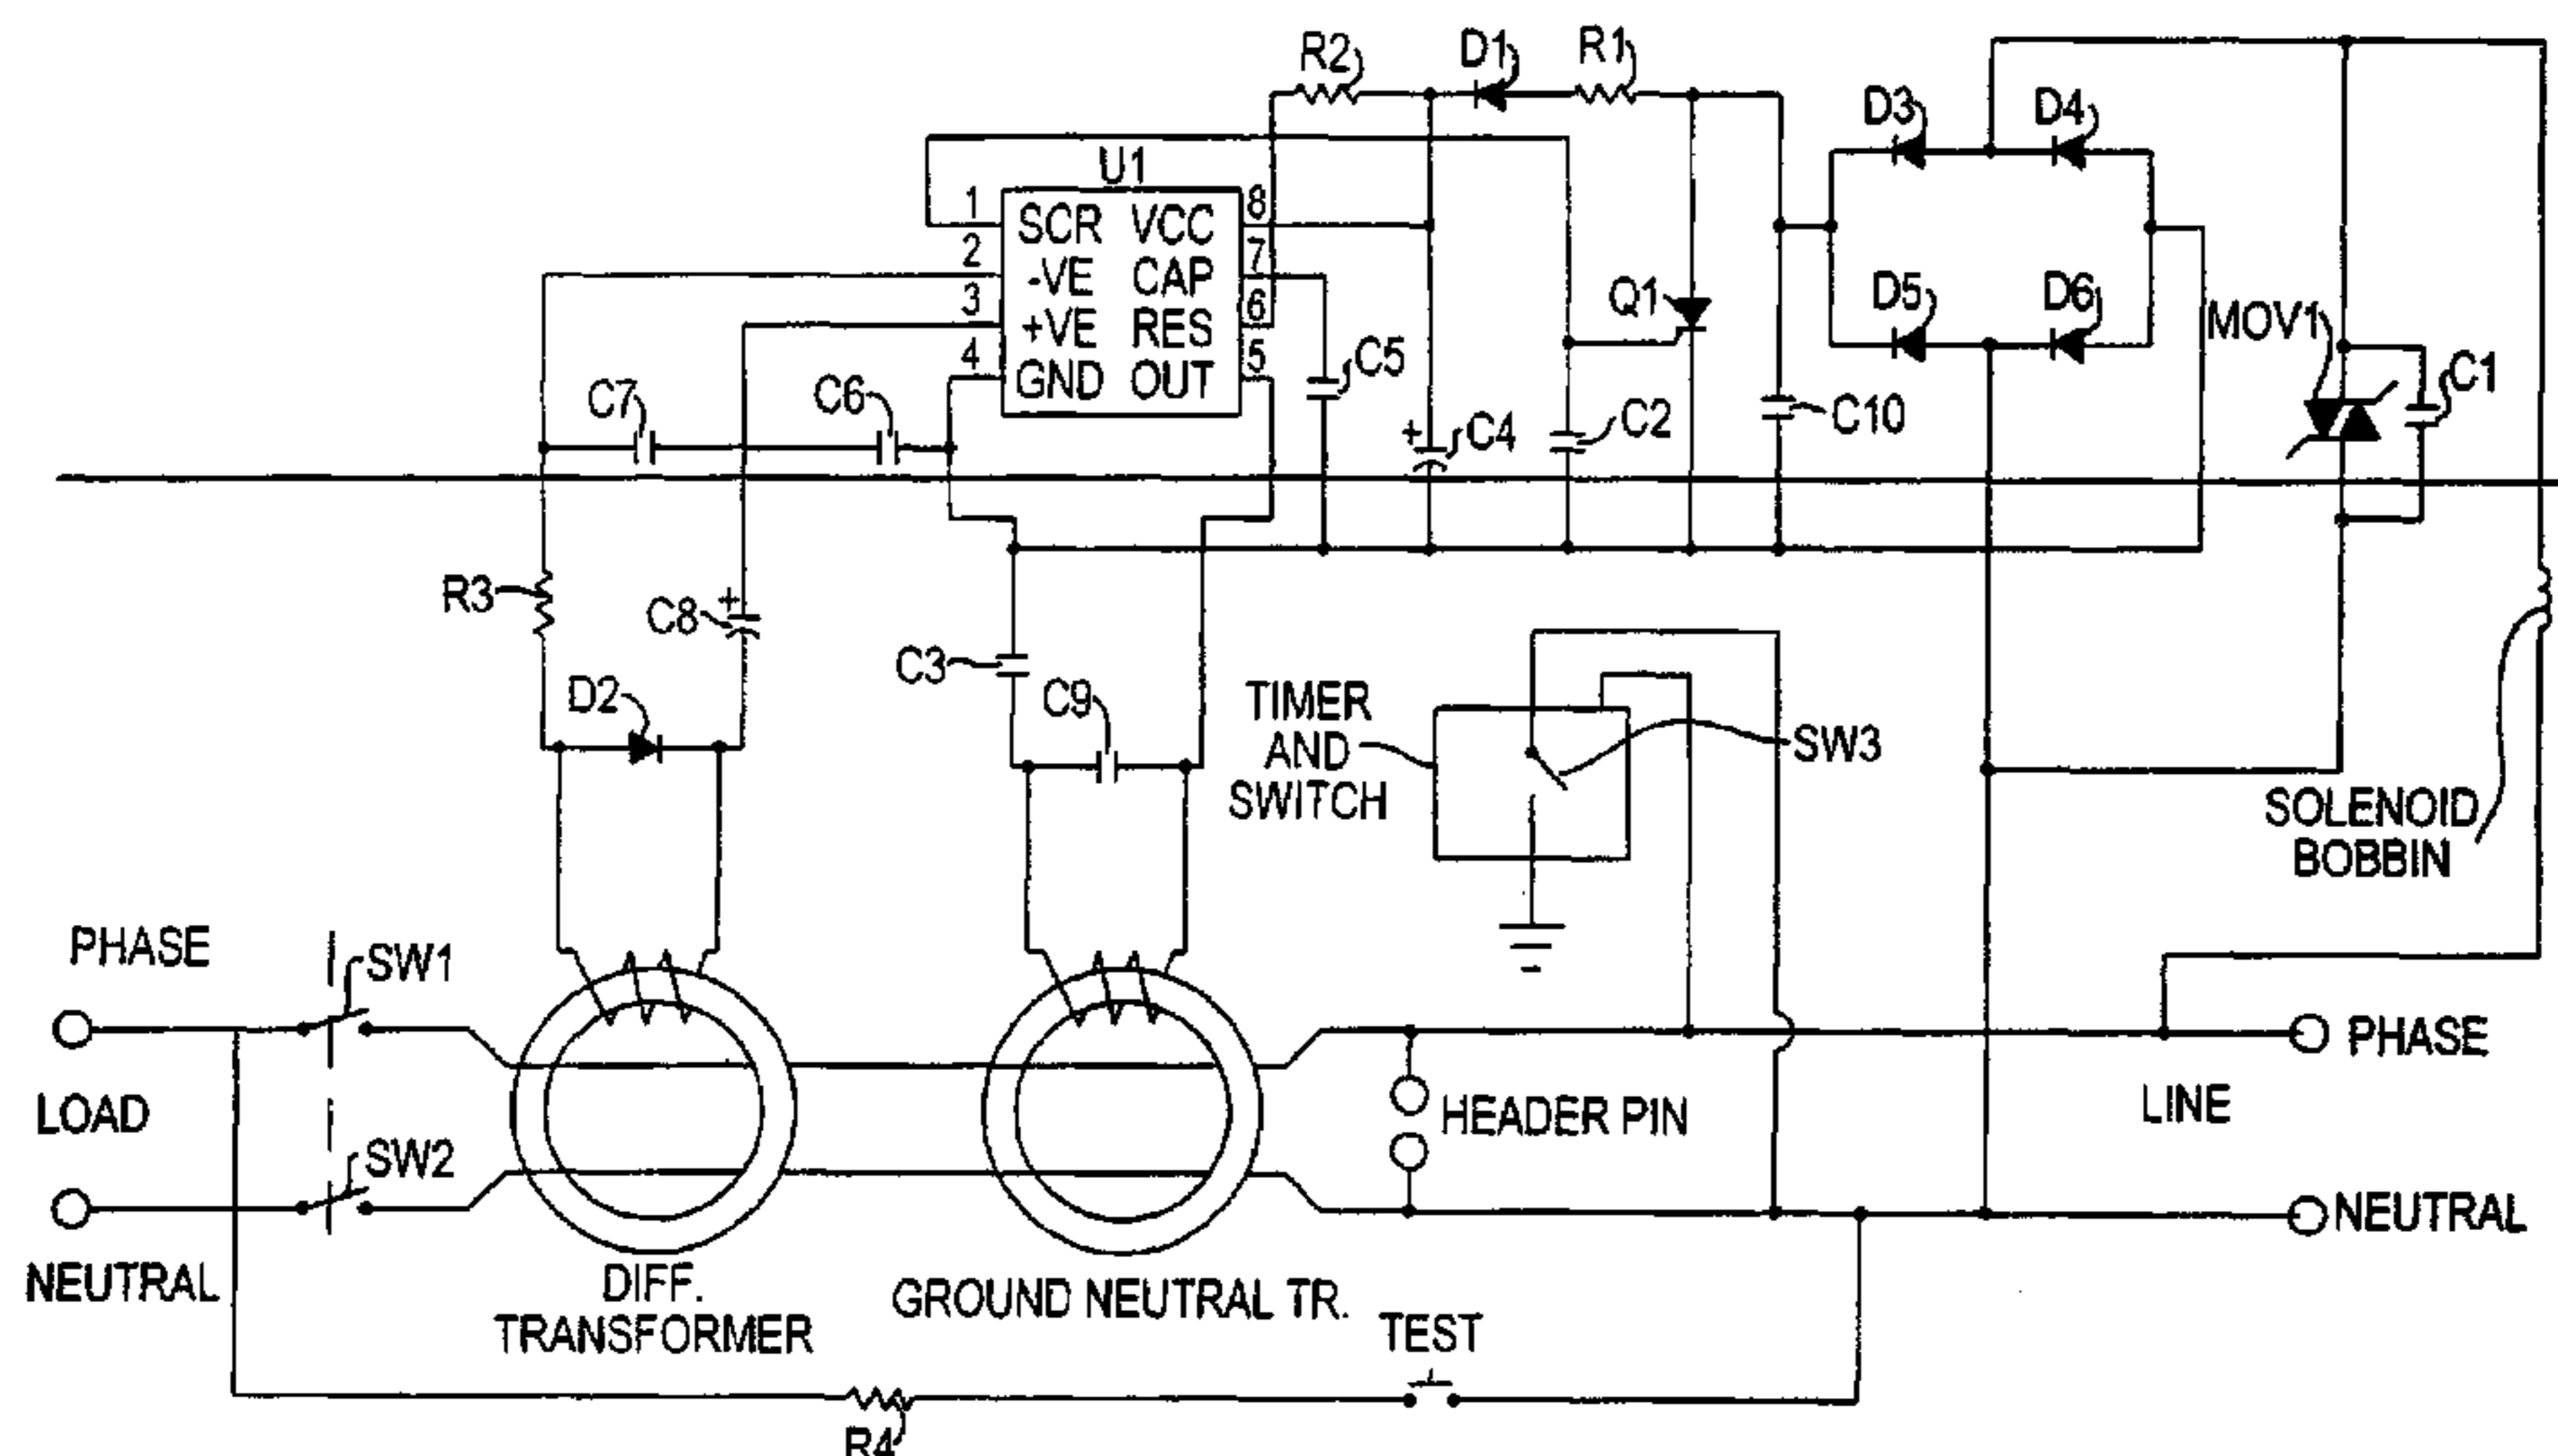 R2
D1
R1
D3
D4
U1
1
SCR
VCC
8
2
-VE
CAP
7
3
+VE
RES
6
4
GND
OUT
5
Q1
D5
D6
MOV1
C1
C7
C6
C5
+
C4
C2
C10
R3
+
C8
C3
D2
C9
TIMER
AND
SWITCH
SW3
SOLENOID
BOBBIN
PHASE
SW1
PHASE
LOAD
HEADER PIN
LINE
SW2
NEUTRAL
NEUTRAL
DIFF.
TRANSFORMER
GROUND NEUTRAL TR.
TEST
R4